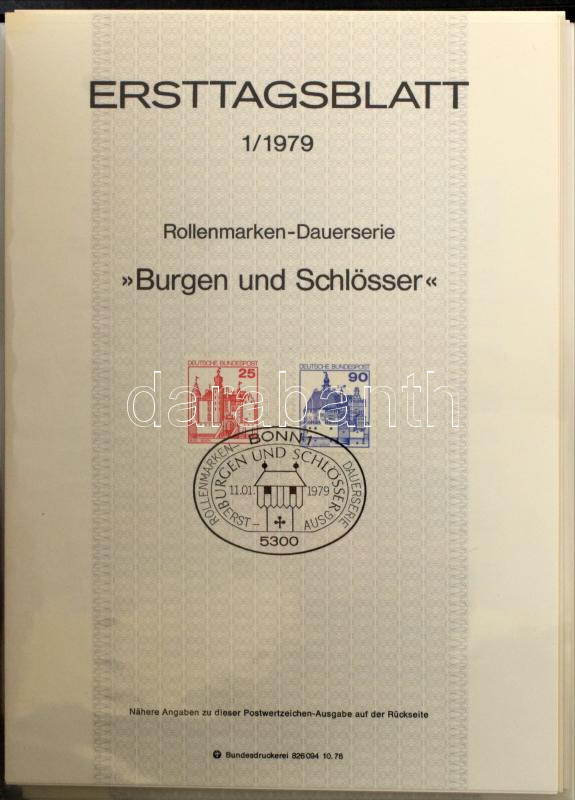 ERSTTAGSBLATT
1/1979
Rollenmarken-Dauerserie
»Burgen und Schlösser«
DEUTSCHE BUNDESPOST
25
DEUTSCHE BUNDESPOST
90
darabanth
BONN
ROLLENMARKEN-
DAUERSERIE
BURGEN UND SCHLÖSSER
11.01. 1979
ERST- AUSG
5300
Nähere Angaben zu dieser Postwertzeichen-Ausgabe auf der Rückseite
Bundesdruckerei 826094 10.78